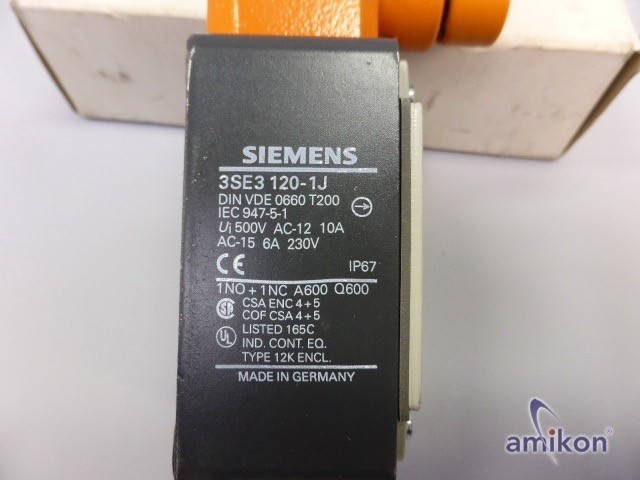 SIEMENS
3SE3 120-1J
DIN VDE 0660 T200
IEC 947-5-1
Ui 500V AC-12 10A
AC-15 6A 230V
CE IP67
1NO + 1NC A600 Q600
SA CSA ENC 4+5
COF CSA 4+5
UL LISTED 165C
IND. CONT. EQ.
TYPE 12K ENCL.
MADE IN GERMANY
amikon